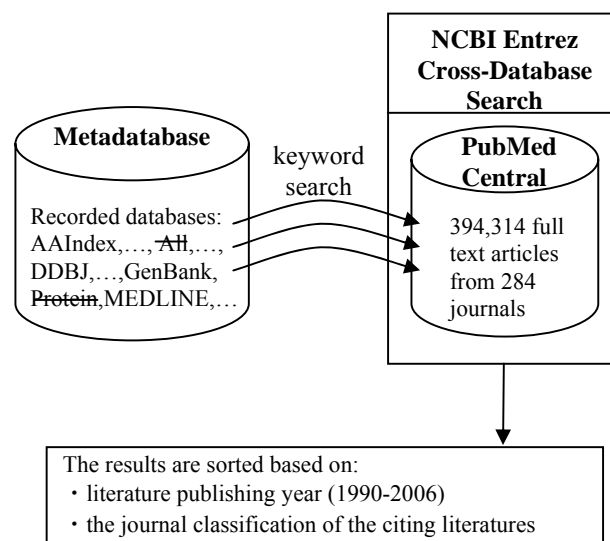 NCBI Entrez
Cross-Database
Search
Metadatabase
keyword
search
PubMed
Central
Recorded databases:
AAIndex,…, All,…,
DDBJ,…,GenBank,
Protein,MEDLINE,…
394,314 full
text articles
from 284
journals
The results are sorted based on:
・literature publishing year (1990-2006)
・the journal classification of the citing literatures